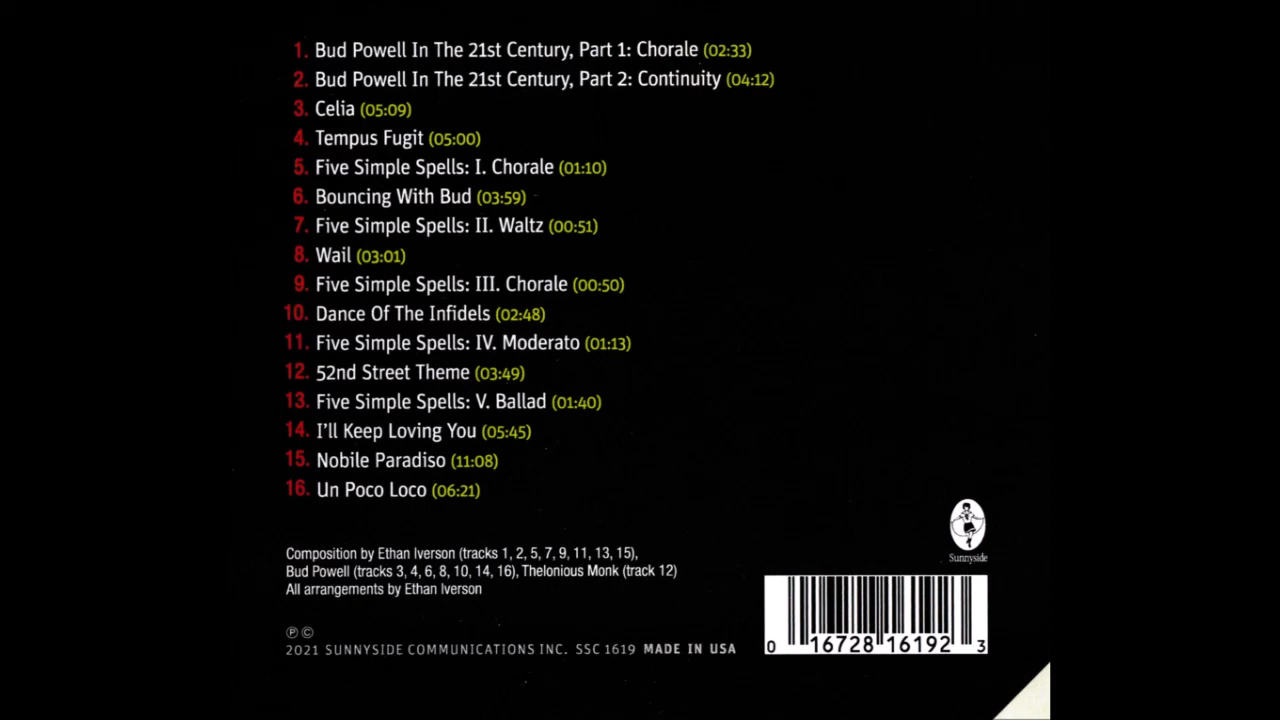 1. Bud Powell In The 21st Century, Part 1: Chorale (02:33)
2. Bud Powell In The 21st Century, Part 2: Continuity (04:12)
3. Celia (05:09)
4. Tempus Fugit (05:00)
5. Five Simple Spells: I. Chorale (01:10)
6. Bouncing With Bud (03:59)
7. Five Simple Spells: II. Waltz (00:51)
8. Wail (03:01)
9. Five Simple Spells: III. Chorale (00:50)
10. Dance Of The Infidels (02:48)
11. Five Simple Spells: IV. Moderato (01:13)
12. 52nd Street Theme (03:49)
13. Five Simple Spells: V. Ballad (01:40)
14. I'll Keep Loving You (05:45)
15. Nobile Paradiso (11:08)
16. Un Poco Loco (06:21)
Composition by Ethan Iverson (tracks 1, 2, 5, 7, 9, 11, 13, 15),
Bud Powell (tracks 3, 4, 6, 8, 10, 14, 16), Thelonious Monk (track 12)
All arrangements by Ethan Iverson
Ⓟ Ⓒ
2021 SUNNYSIDE COMMUNICATIONS INC. SSC 1619 MADE IN USA
Sunnyside
0 16728 16192 3